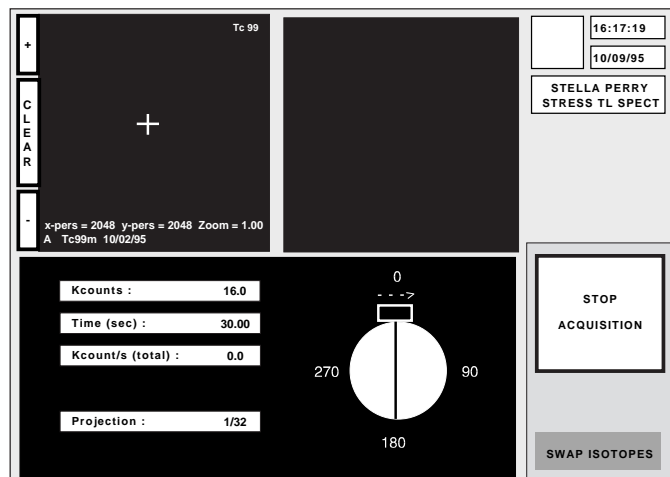 +
CLEAR
-
Tc 99
x-pers = 2048 y-pers = 2048 Zoom = 1.00
A Tc99m 10/02/95
16:17:19
10/09/95
STELLA PERRY
STRESS TL SPECT
Kcounts : 16.0
Time (sec) : 30.00
Kcount/s (total) : 0.0
Projection : 1/32
0
--->
270
90
180
STOP
ACQUISITION
SWAP ISOTOPES